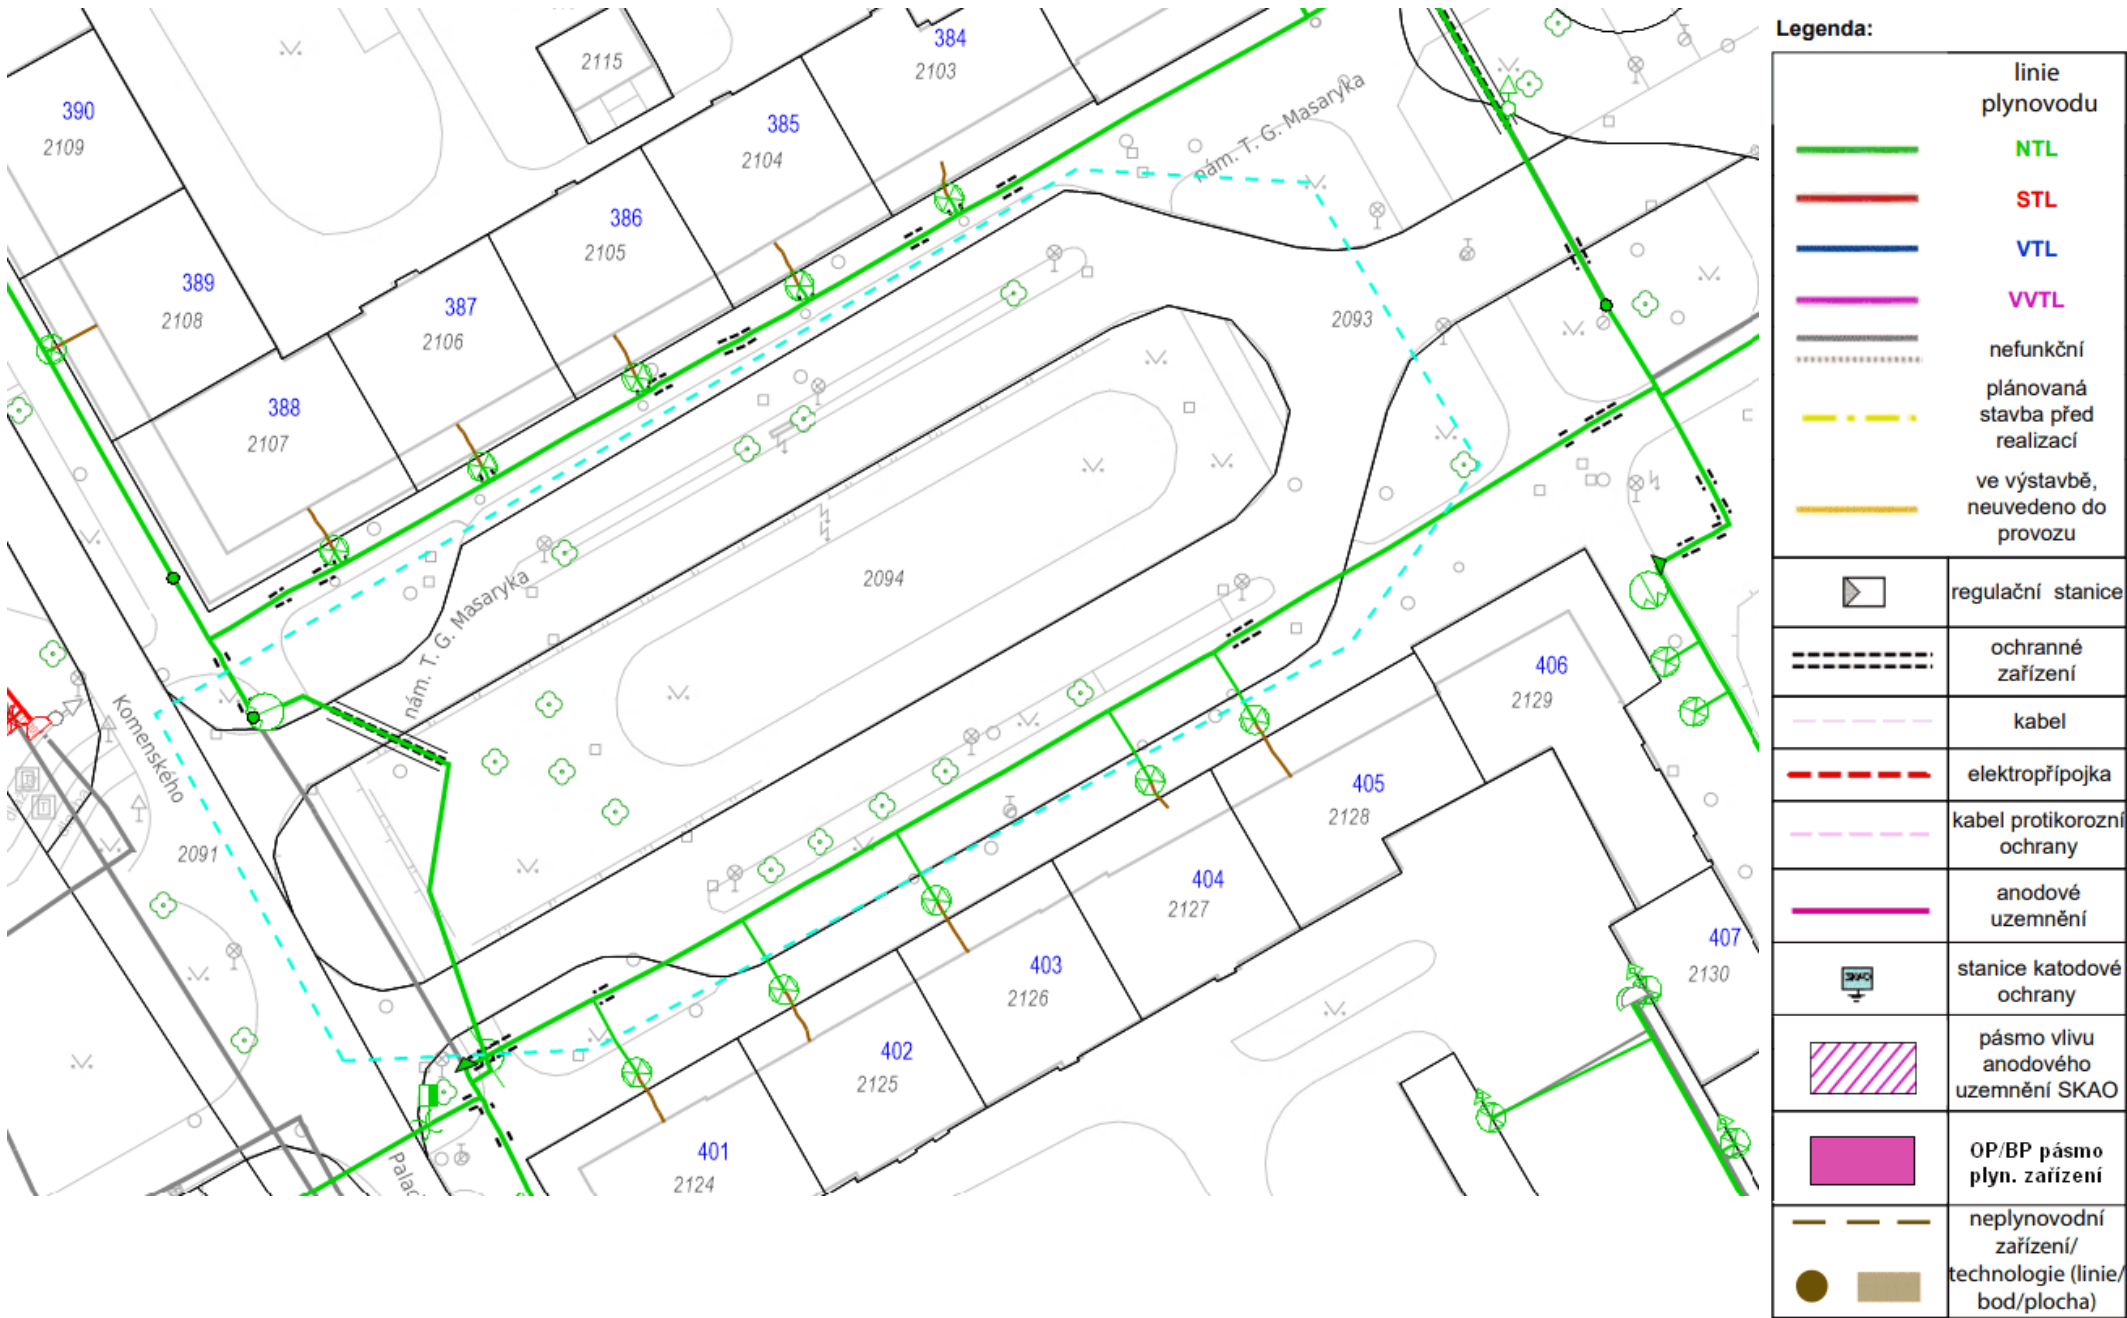 384
2103
2115
390
2109
385
2104
nám. T. G. Masaryka
386
2105
389
2108
387
2106
2093
388
2107
2094
nám. T. G. Masaryka
406
2129
Komenského
405
2128
2091
404
2127
403
2126
407
2130
402
2125
401
2124
Palac
Legenda:
linie
plynovodu
NTL
STL
VTL
VVTL
nefunkční
plánovaná
stavba před
realizací
ve výstavbě,
neuvedeno do
provozu
regulační stanice
ochranné
zařízení
kabel
elektropřípojka
kabel protikorozní
ochrany
anodové
uzemnění
SKAO
stanice katodové
ochrany
pásmo vlivu
anodového
uzemnění SKAO
OP/BP pásmo
plyn. zařízení
neplynovodní
zařízení/
technologie (linie/
bod/plocha)